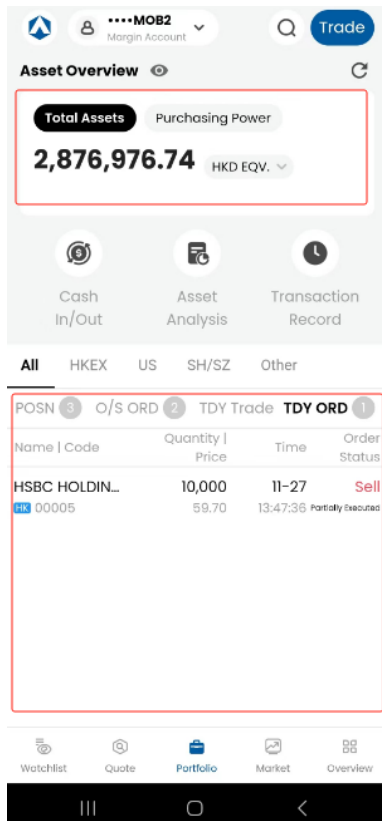 ••••MOB2
Margin Account
Trade
Asset Overview
Total Assets Purchasing Power
2,876,976.74 HKD EQV.
Cash In/Out
Asset Analysis
Transaction Record
All HKEX US SH/SZ Other
POSN 3 O/S ORD 2 TDY Trade TDY ORD 1
Name | Code Quantity | Price Time Order Status
HSBC HOLDIN... 10,000 11-27 Sell
HK 00005 59.70 13:47:36 Partially Executed
Watchlist Quote Portfolio Market Overview